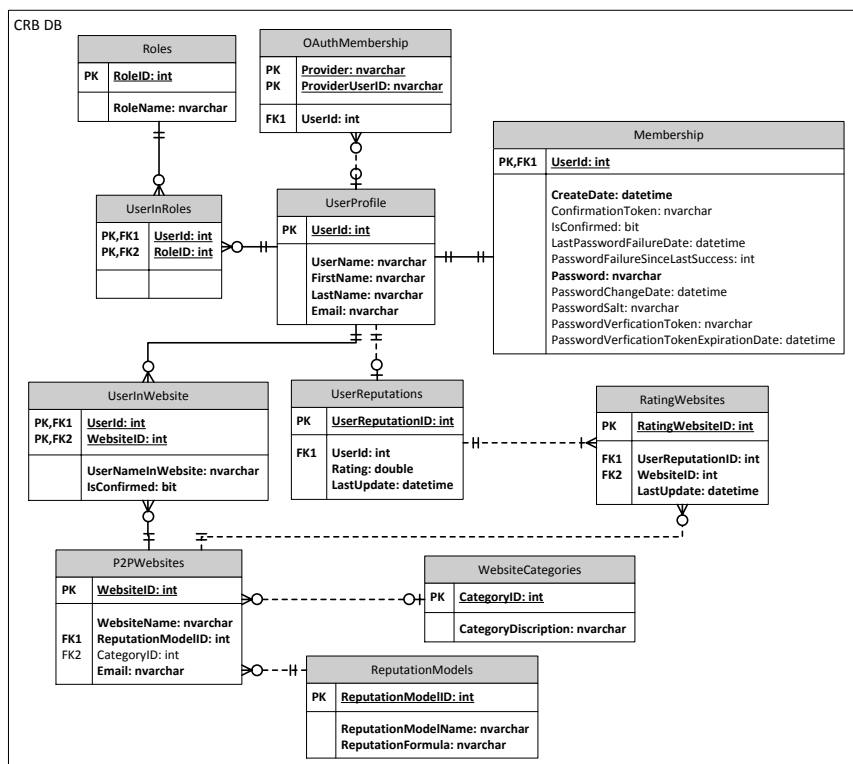 CRB DB
Roles
PK RoleID: int
RoleName: nvarchar
OAuthMembership
PK Provider: nvarchar
PK ProviderUserID: nvarchar
FK1 UserId: int
Membership
PK,FK1 UserId: int
CreateDate: datetime
ConfirmationToken: nvarchar
IsConfirmed: bit
LastPasswordFailureDate: datetime
PasswordFailureSinceLastSuccess: int
Password: nvarchar
PasswordChangeDate: datetime
PasswordSalt: nvarchar
PasswordVerficationToken: nvarchar
PasswordVerficationTokenExpirationDate: datetime
UserInRoles
PK,FK1 UserId: int
PK,FK2 RoleID: int
UserProfile
PK UserId: int
UserName: nvarchar
FirstName: nvarchar
LastName: nvarchar
Email: nvarchar
UserInWebsite
PK,FK1 UserId: int
PK,FK2 WebsiteID: int
UserNameInWebsite: nvarchar
IsConfirmed: bit
UserReputations
PK UserReputationID: int
FK1 UserId: int
Rating: double
LastUpdate: datetime
RatingWebsites
PK RatingWebsiteID: int
FK1 UserReputationID: int
FK2 WebsiteID: int
LastUpdate: datetime
P2PWebsites
PK WebsiteID: int
WebsiteName: nvarchar
FK1 ReputationModelID: int
FK2 CategoryID: int
Email: nvarchar
WebsiteCategories
PK CategoryID: int
CategoryDiscription: nvarchar
ReputationModels
PK ReputationModelID: int
ReputationModelName: nvarchar
ReputationFormula: nvarchar